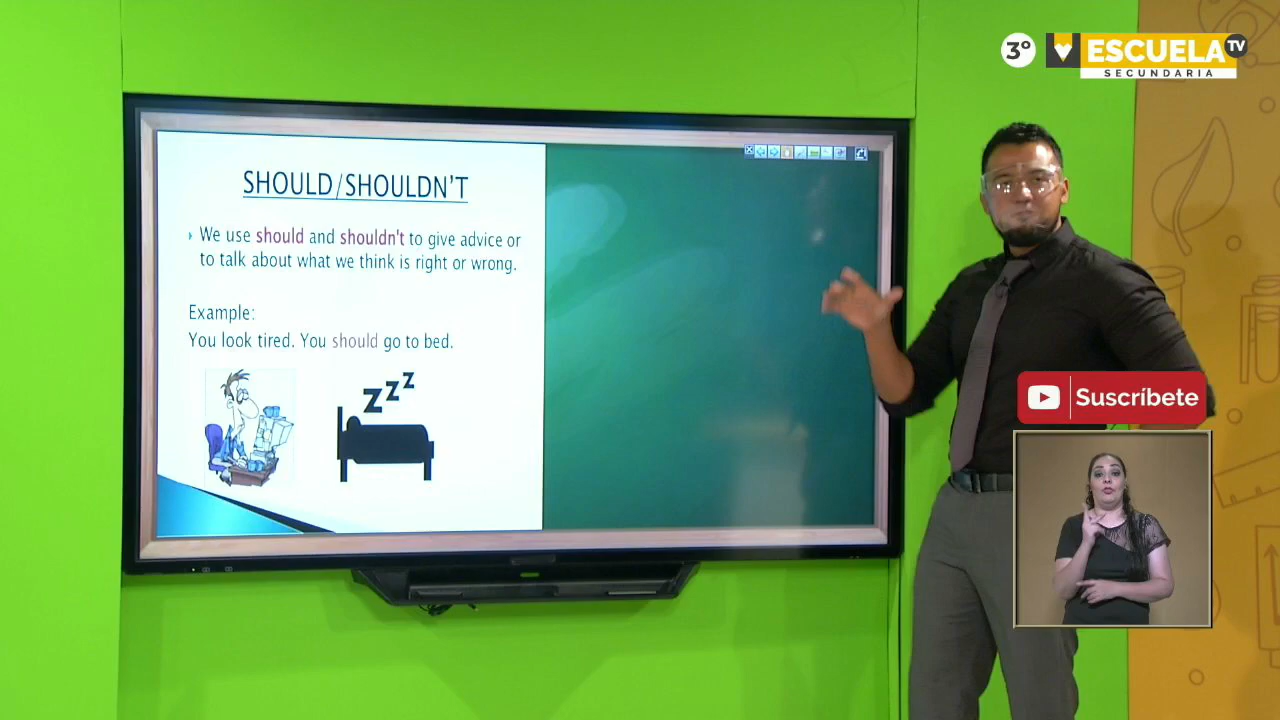 3º ESCUELA TV
SECUNDARIA
SHOULD/SHOULDN'T
We use should and shouldn't to give advice or
to talk about what we think is right or wrong.
Example:
You look tired. You should go to bed.
zzz
Suscríbete